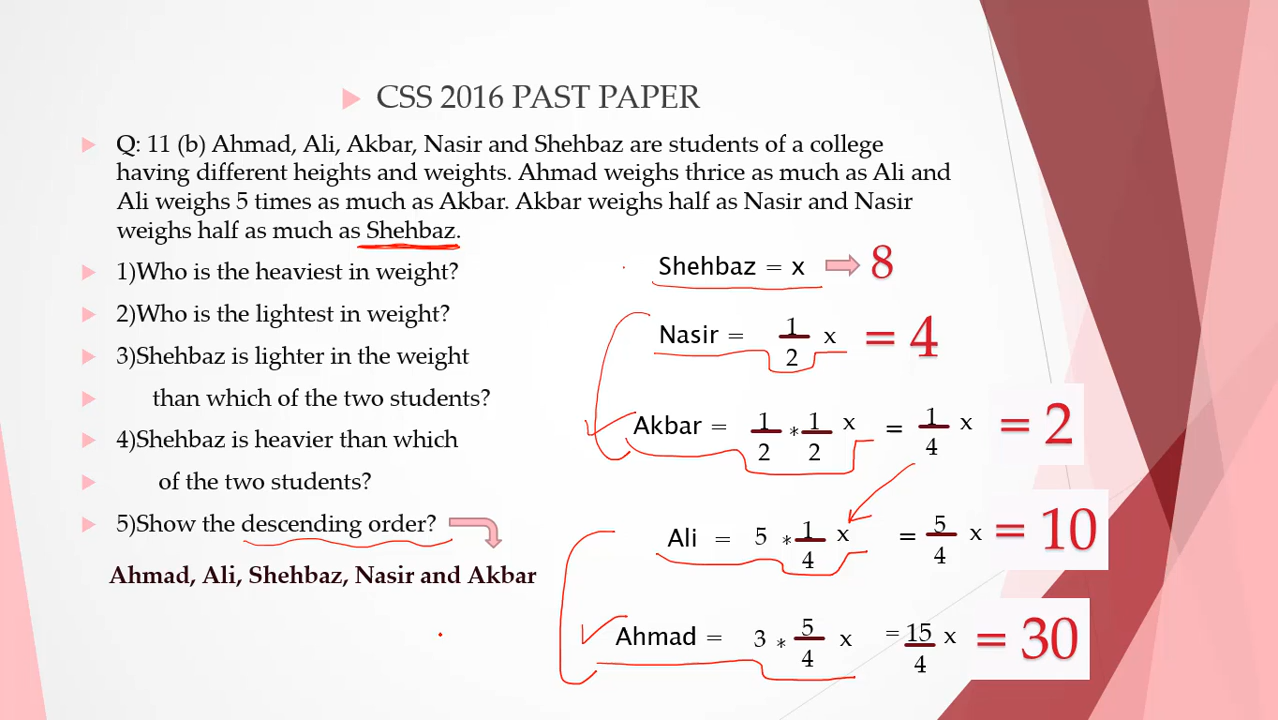 CSS 2016 PAST PAPER
Q: 11 (b) Ahmad, Ali, Akbar, Nasir and Shehbaz are students of a college
having different heights and weights. Ahmad weighs thrice as much as Ali and
Ali weighs 5 times as much as Akbar. Akbar weighs half as Nasir and Nasir
weighs half as much as Shehbaz.
1)Who is the heaviest in weight?
2)Who is the lightest in weight?
3)Shehbaz is lighter in the weight
than which of the two students?
4)Shehbaz is heavier than which
of the two students?
5)Show the descending order?
Ahmad, Ali, Shehbaz, Nasir and Akbar
Shehbaz = x 8
Nasir = 1/2 x = 4
Akbar = 1/2 * 1/2 x = 1/4 x = 2
Ali = 5 * 1/4 x = 5/4 x = 10
Ahmad = 3 * 5/4 x = 15/4 x = 30